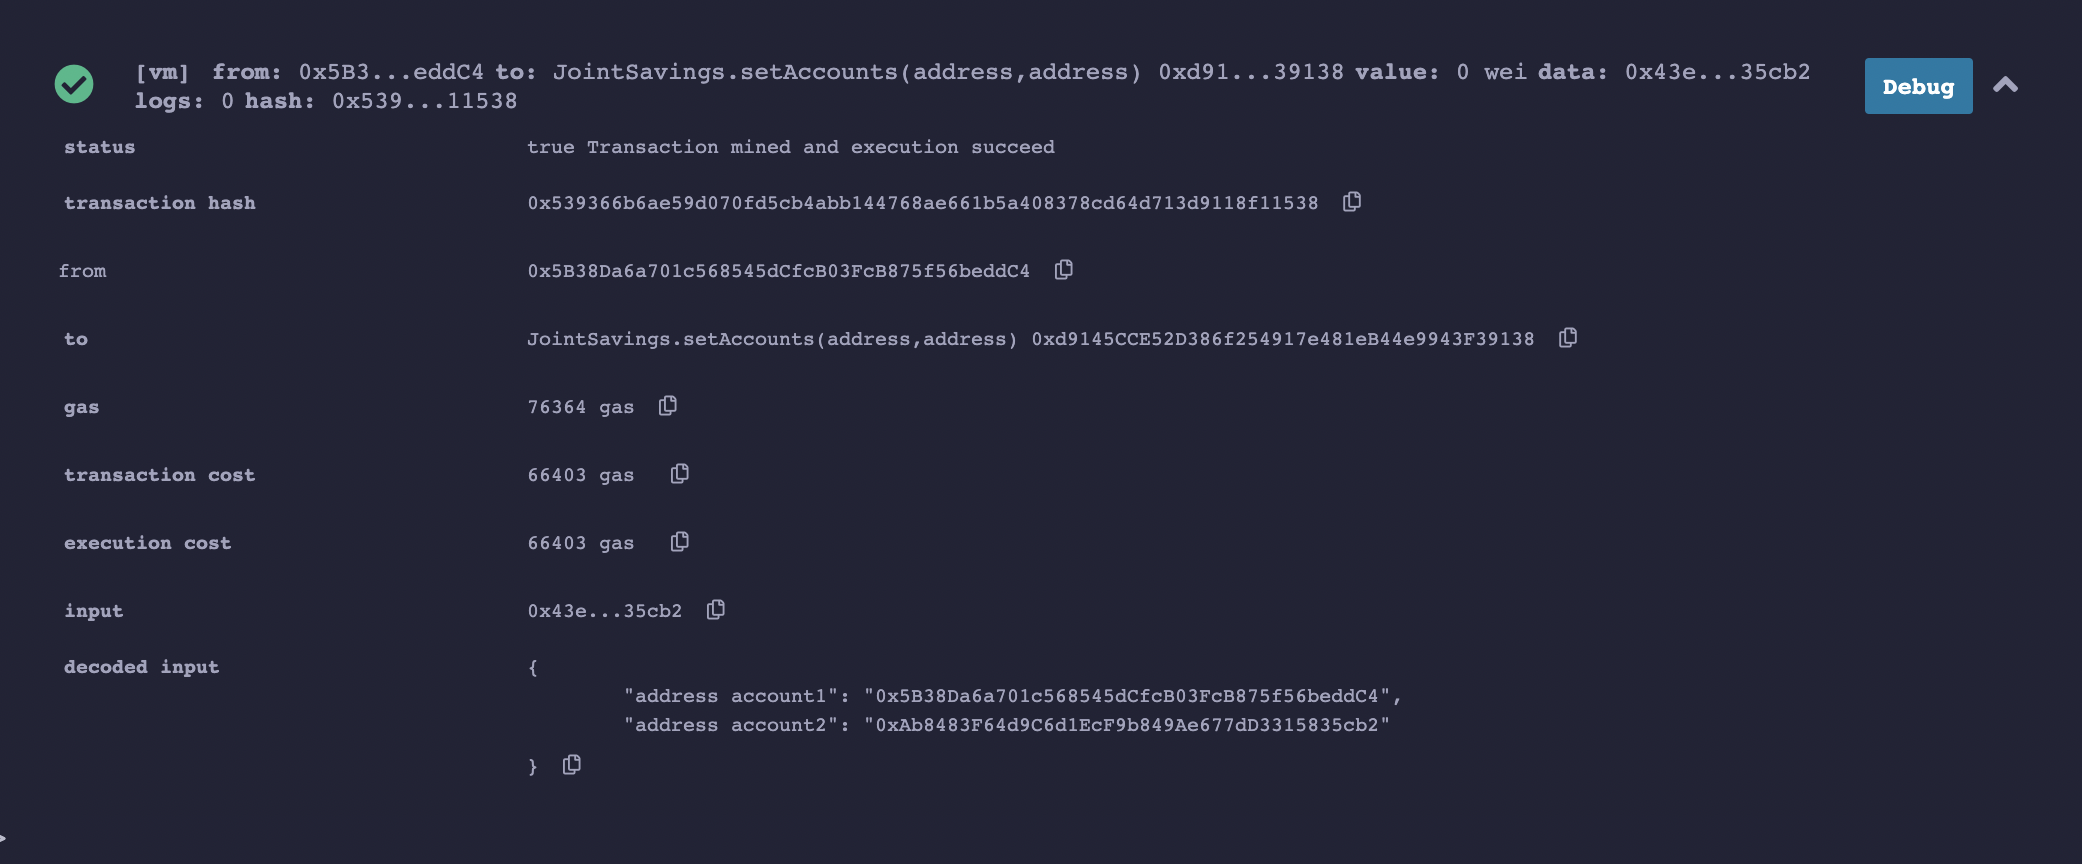 [vm] from: 0x5B3...eddC4 to: JointSavings.setAccounts(address,address) 0xd91...39138 value: 0 wei data: 0x43e...35cb2
logs: 0 hash: 0x539...11538
Debug
status true Transaction mined and execution succeed
transaction hash 0x539366b6ae59d070fd5cb4abb144768ae661b5a408378cd64d713d9118f11538
from 0x5B38Da6a701c568545dCfcB03FcB875f56beddC4
to JointSavings.setAccounts(address,address) 0xd9145CCE52D386f254917e481eB44e9943F39138
gas 76364 gas
transaction cost 66403 gas
execution cost 66403 gas
input 0x43e...35cb2
decoded input {
"address account1": "0x5B38Da6a701c568545dCfcB03FcB875f56beddC4",
"address account2": "0xAb8483F64d9C6d1EcF9b849Ae677dD3315835cb2"
}
>